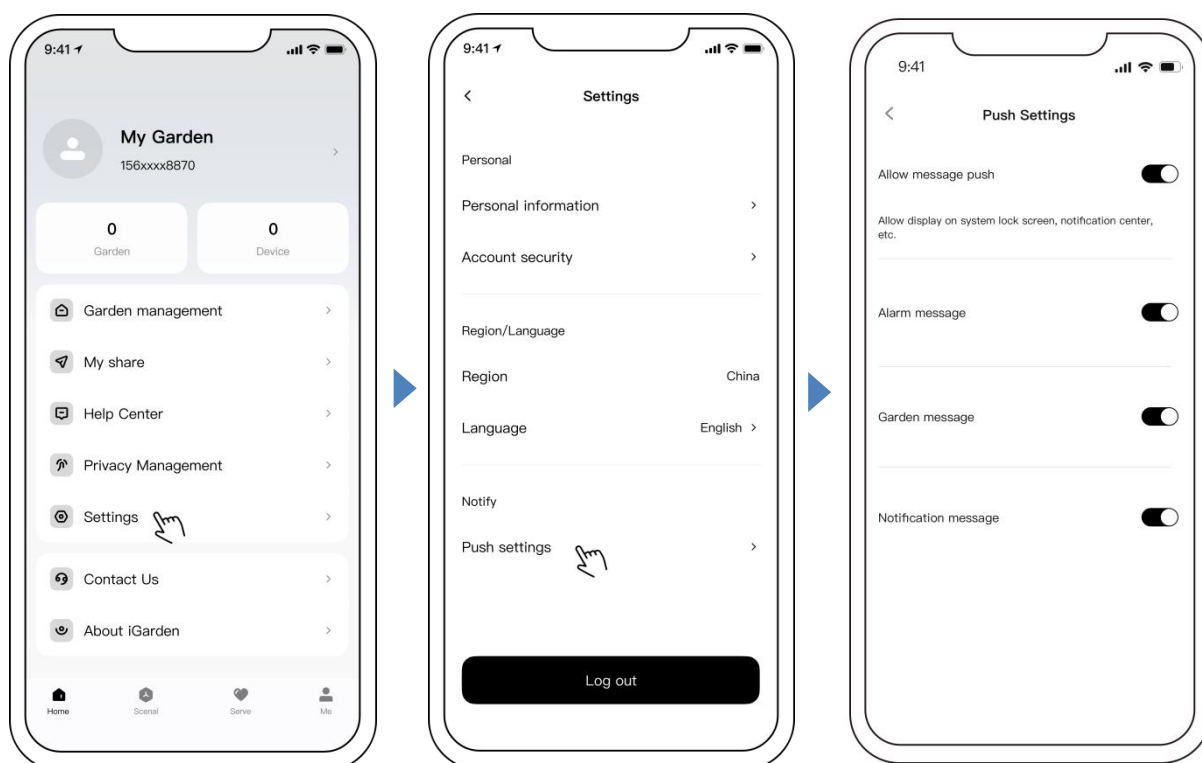 9:41
My Garden
156xxxx8870
0
Garden
0
Device
Garden management
My share
Help Center
Privacy Management
Settings
Contact Us
About iGarden
Home
Scenal
Serve
Me
9:41
Settings
Personal
Personal information
Account security
Region/Language
Region China
Language English
Notify
Push settings
Log out
9:41
Push Settings
Allow message push
Allow display on system lock screen, notification center,
etc.
Alarm message
Garden message
Notification message